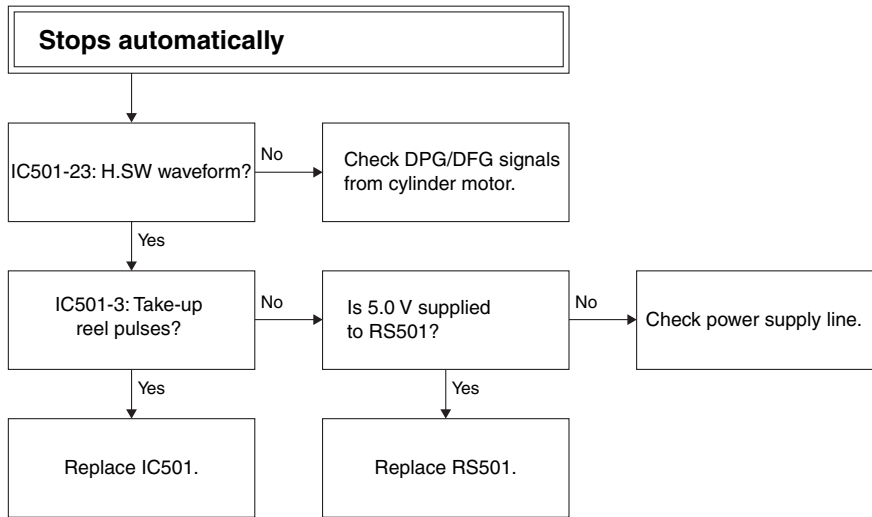 Stops automatically
IC501-23: H.SW waveform?
No
Check DPG/DFG signals
from cylinder motor.
Yes
IC501-3: Take-up
reel pulses?
No
Is 5.0 V supplied
to RS501?
No
Check power supply line.
Yes
Yes
Replace IC501.
Replace RS501.